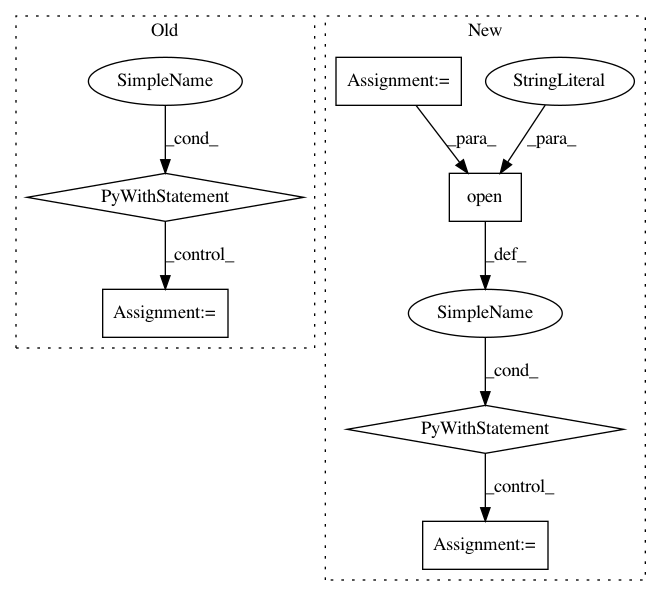 Old
SimpleName
_cond_
PyWithStatement
_control_
Assignment:=
New
Assignment:=
StringLiteral
_para_
_para_
open
_def_
SimpleName
_cond_
PyWithStatement
_control_
Assignment:=